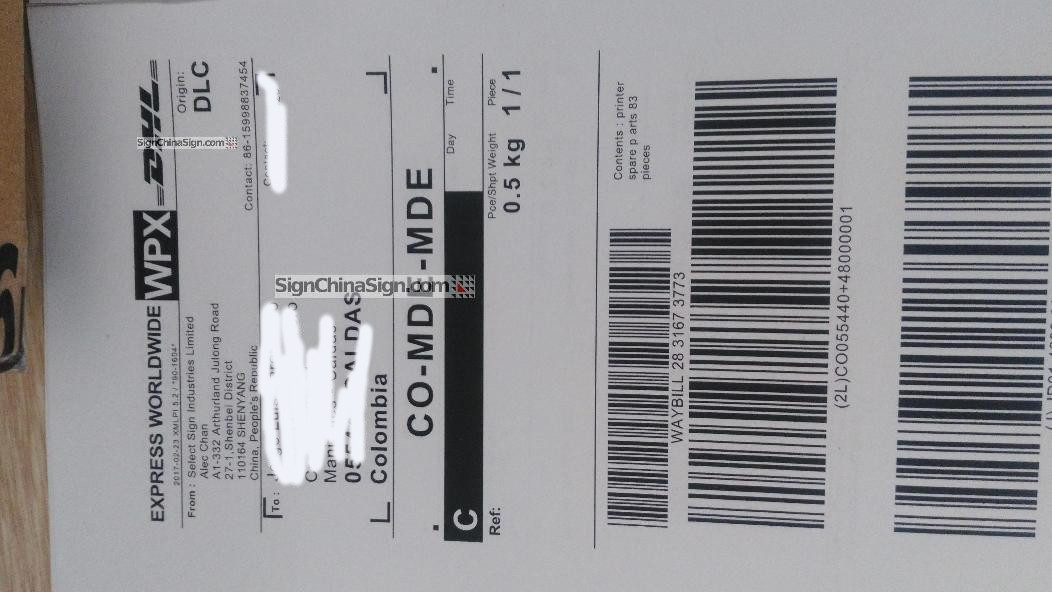 EXPRESS WORLDWIDE WPX DHL
2017-02-23 XMLPI 5.2 / *90-1604*
SignChinaSign.com
Origin:
DLC
From : Select Sign Industries Limited
Alec Chan
A1-332 Arthurland Julong Road
27-1,Shenbei District
110164 SHENYANG
China, People's Republic
Contact: 86-15998837454
To :
Contact:
SignChinaSign.com
CALDAS
Colombia
CO-MDE-MDE
C
Day Time
Ref:
Pce/Shpt Weight Piece
0.5 kg 1 / 1
Contents : printer
spare p arts 83
pieces
WAYBILL 28 3167 3773
(2L)CO055440+48000001